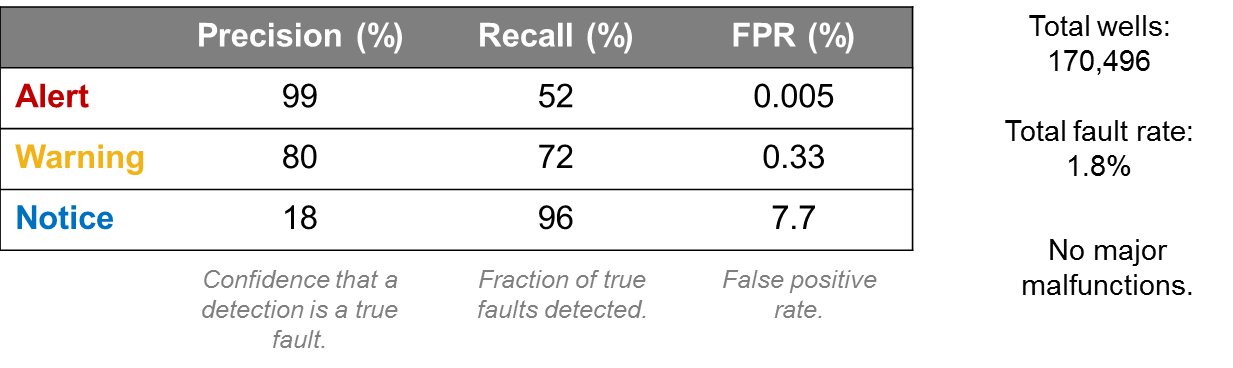 Precision (%) Recall (%) FPR (%)
Alert 99 52 0.005
Warning 80 72 0.33
Notice 18 96 7.7
Confidence that a
detection is a true
fault.
Fraction of true
faults detected.
False positive
rate.
Total wells:
170,496
Total fault rate:
1.8%
No major
malfunctions.